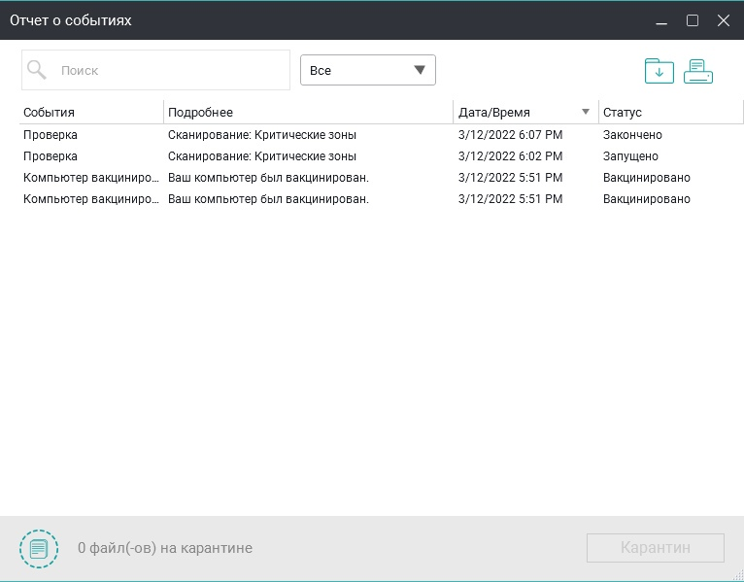 Отчет о событиях
Поиск Все
События Подробнее Дата/Время Статус
Проверка Сканирование: Критические зоны 3/12/2022 6:07 PM Закончено
Проверка Сканирование: Критические зоны 3/12/2022 6:02 PM Запущено
Компьютер вакциниро... Ваш компьютер был вакцинирован. 3/12/2022 5:51 PM Вакцинировано
Компьютер вакциниро... Ваш компьютер был вакцинирован. 3/12/2022 5:51 PM Вакцинировано
0 файл(-ов) на карантине Карантин